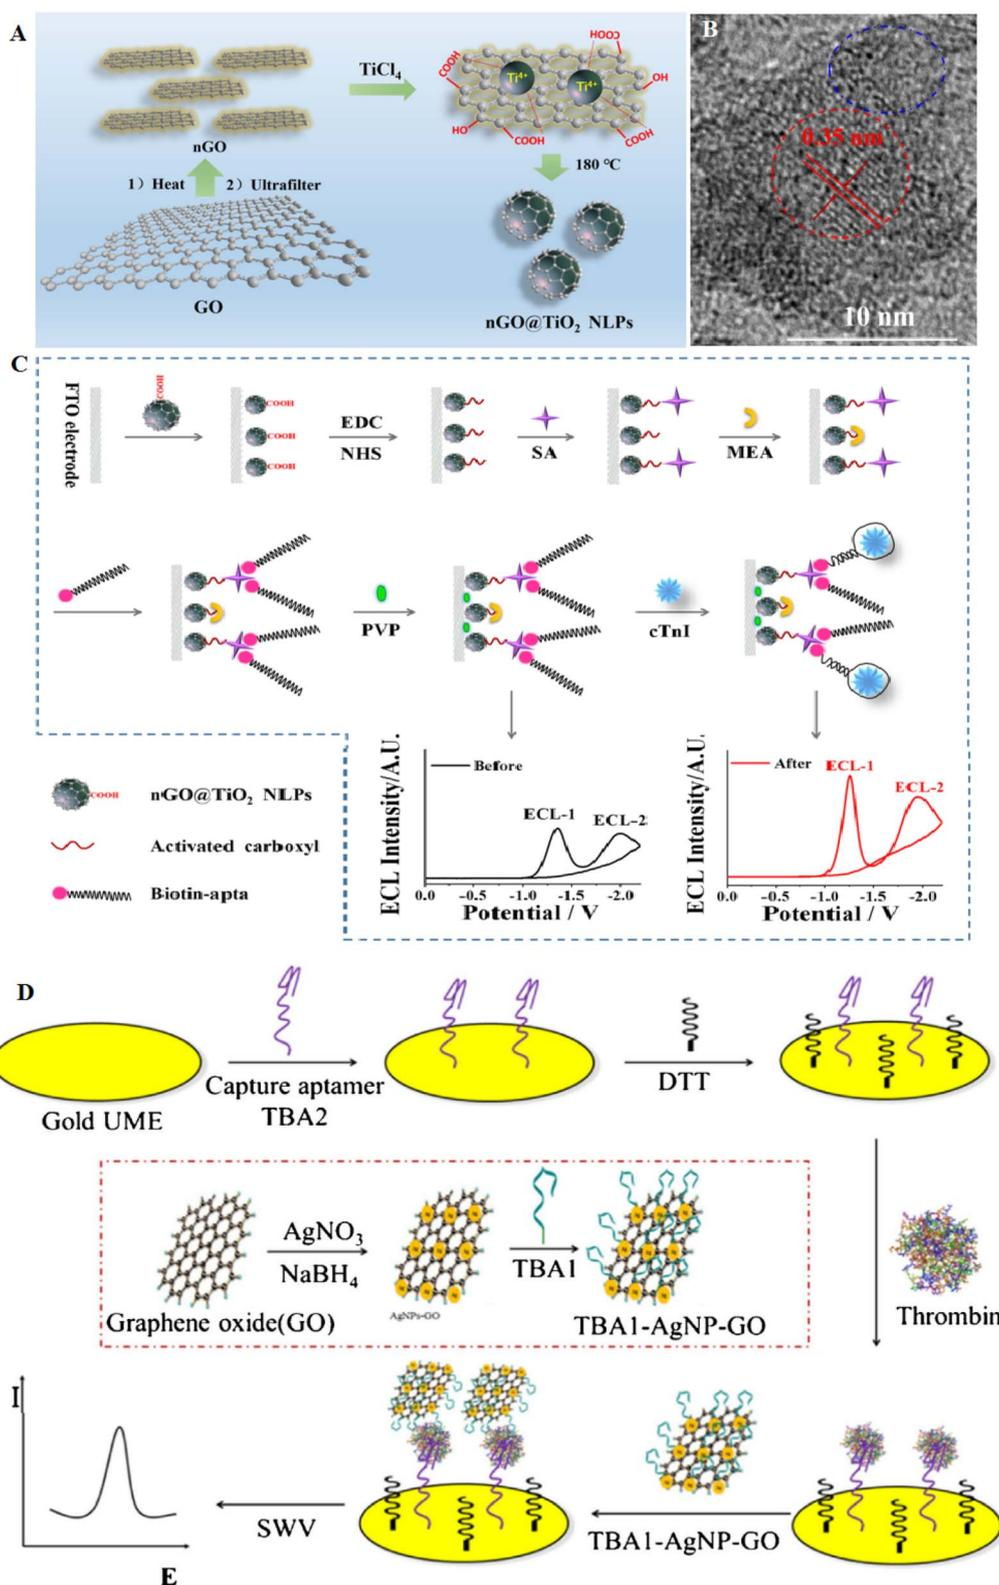 A
nGO
TiCl4
COOH
HOOC
OH
HO
COOH
COOH
Ti4+
Ti4+
1) Heat
2) Ultrafilter
180 °C
GO
nGO@TiO2 NLPs
B
0.35 nm
10 nm
C
FTO electrode
COOH
COOH
COOH
COOH
EDC
NHS
SA
MEA
PVP
cTnI
nGO@TiO2 NLPs
COOH
Activated carboxyl
Biotin-apta
ECL Intensity/A.U.
Before
ECL-1
ECL-2
0.0 -0.5 -1.0 -1.5 -2.0
Potential / V
ECL Intensity/A.U.
After
ECL-1
ECL-2
0.0 -0.5 -1.0 -1.5 -2.0
Potential / V
D
Gold UME
Capture aptamer
TBA2
DTT
AgNO3
NaBH4
TBA1
Graphene oxide(GO)
AgNPs-GO
TBA1-AgNP-GO
Thrombin
I
E
SWV
TBA1-AgNP-GO